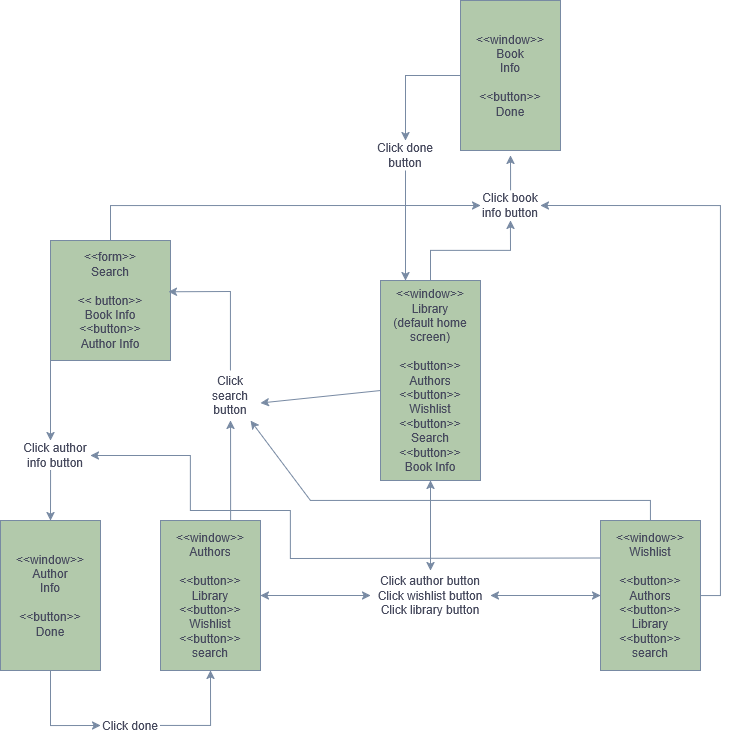 <<window>>
Book
Info
<<button>>
Done
Click done
button
Click book
info button
<<form>>
Search
<< button>>
Book Info
<<button>>
Author Info
<<window>>
Library
(default home
screen)
<<button>>
Authors
<<button>>
Wishlist
<<button>>
Search
<<button>>
Book Info
Click
search
button
Click author
info button
<<window>>
Author
Info
<<button>>
Done
<<window>>
Authors
<<button>>
Library
<<button>>
Wishlist
<<button>>
search
Click author button
Click wishlist button
Click library button
<<window>>
Wishlist
<<button>>
Authors
<<button>>
Library
<<button>>
search
Click done